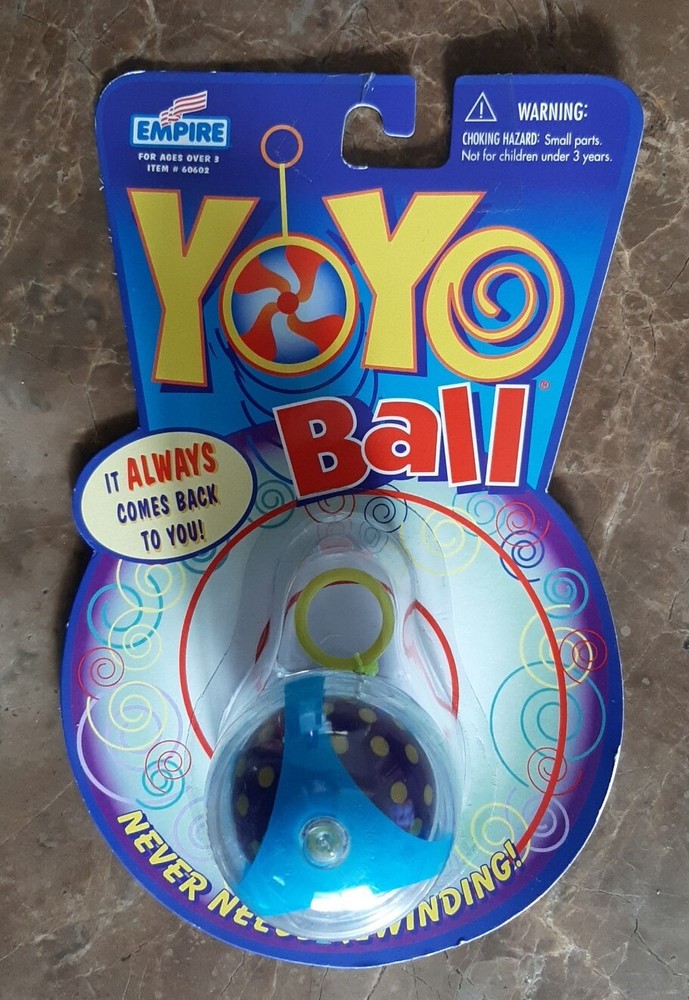 EMPIRE
FOR AGES OVER 3
ITEM # 60602
WARNING:
CHOKING HAZARD: Small parts.
Not for children under 3 years.
YOYO
Ball
®
IT ALWAYS
COMES BACK
TO YOU!
NEVER